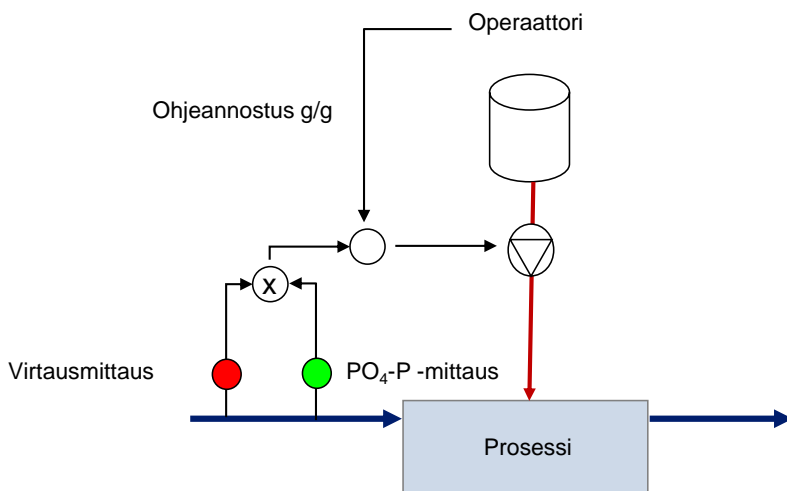 Operaattori
Ohjeannostus g/g
x
Virtausmittaus
PO₄-P -mittaus
Prosessi